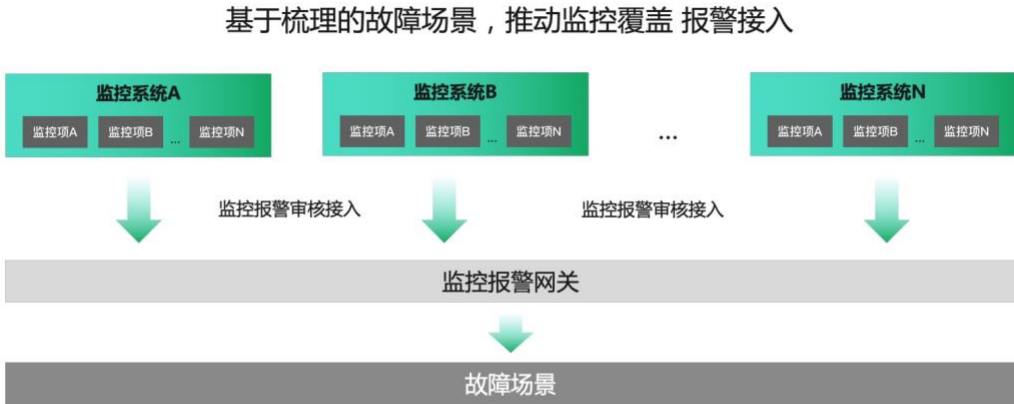 基于梳理的故障场景，推动监控覆盖 报警接入
监控系统A
监控项A 监控项B ... 监控项N
监控系统B
监控项A 监控项B ... 监控项N
...
监控系统N
监控项A 监控项B ... 监控项N
监控报警审核接入
监控报警审核接入
监控报警网关
故障场景